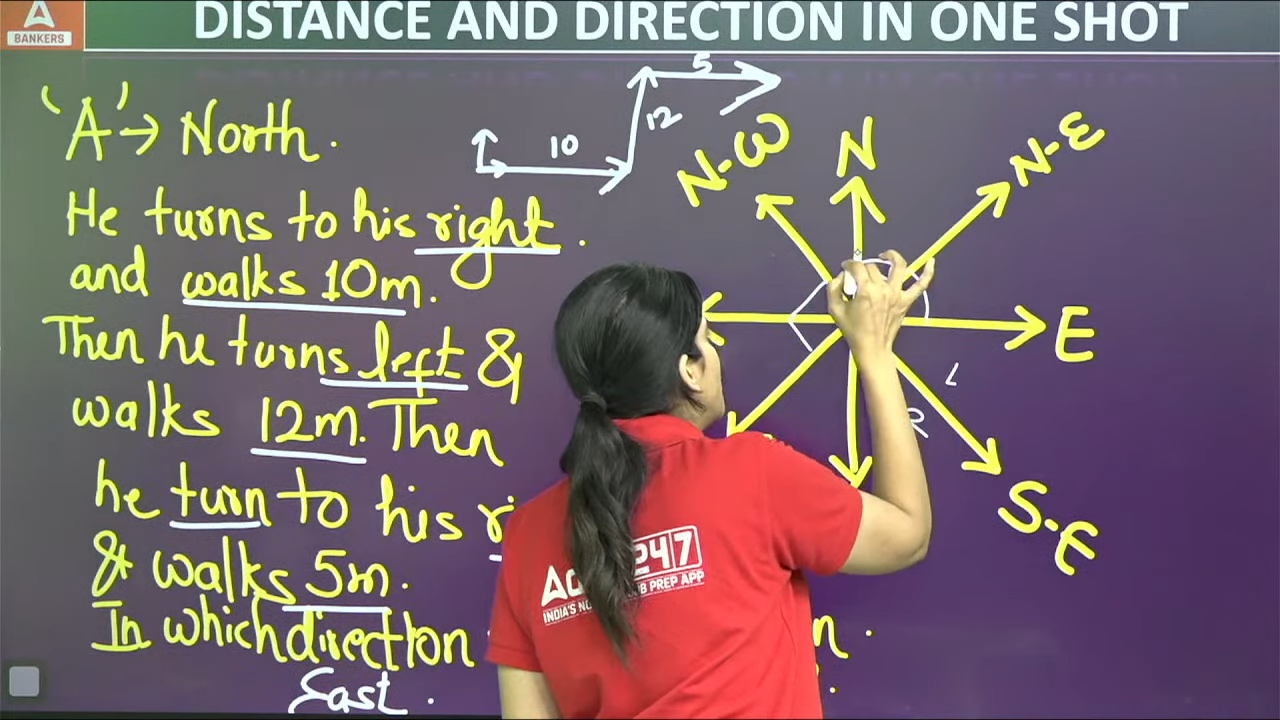 DISTANCE AND DIRECTION IN ONE SHOT
A
BANKERS
'A' → North.
He turns to his right.
and walks 10m.
Then he turns left &
walks 12m. Then
he turn to his
& walks 5m.
In which direction
East.
10
12
5
N-W
N
N-E
E
S-E
L
R
247
B PREP APP
INDIA'S NO